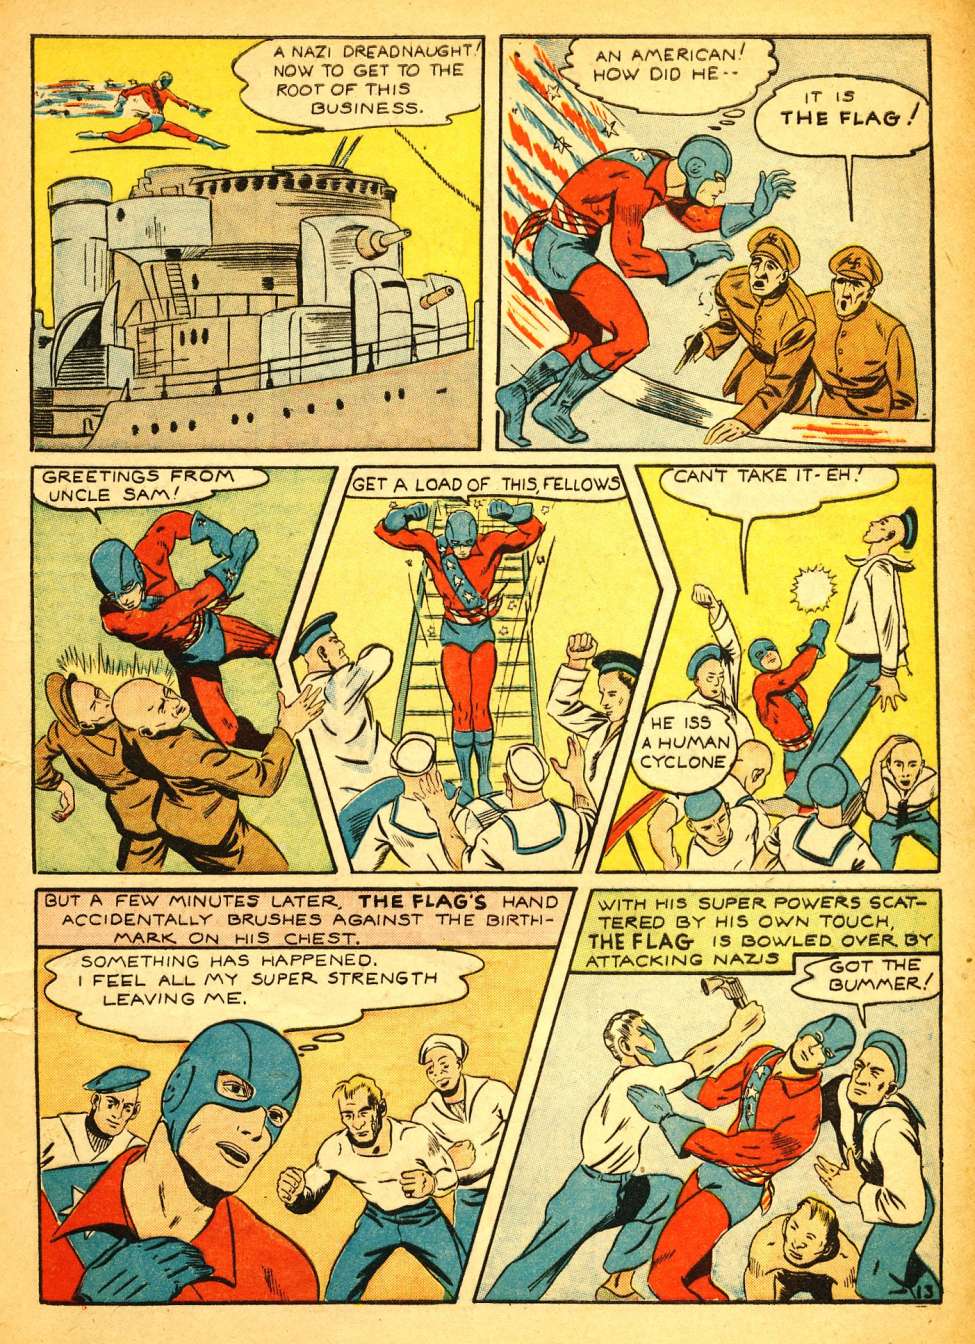 A NAZI DREADNAUGHT!
NOW TO GET TO THE
ROOT OF THIS
BUSINESS.
AN AMERICAN!
HOW DID HE--
IT IS
THE FLAG!
GREETINGS FROM
UNCLE SAM!
GET A LOAD OF THIS, FELLOWS
CAN'T TAKE IT-EH!
HE ISS
A HUMAN
CYCLONE
BUT A FEW MINUTES LATER, THE FLAG'S HAND
ACCIDENTALLY BRUSHES AGAINST THE BIRTH-
MARK ON HIS CHEST.
SOMETHING HAS HAPPENED.
I FEEL ALL MY SUPER STRENGTH
LEAVING ME.
WITH HIS SUPER POWERS SCAT-
TERED BY HIS OWN TOUCH,
THE FLAG IS BOWLED OVER BY
ATTACKING NAZIS
GOT THE
BUMMER!
13